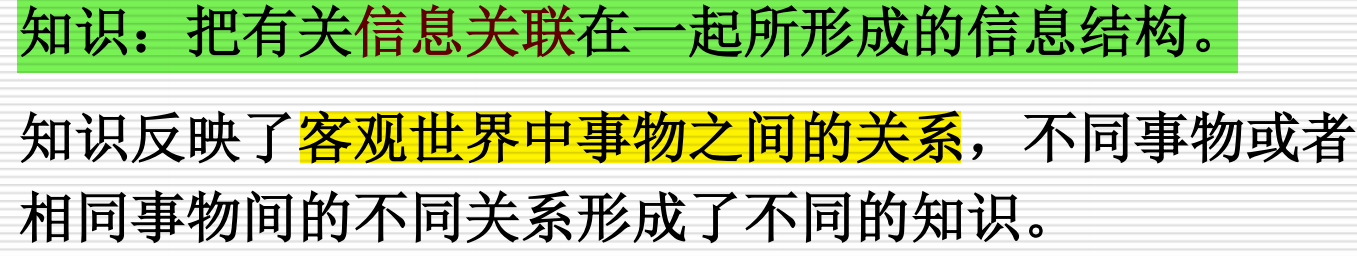 知识：把有关信息关联在一起所形成的信息结构。
知识反映了客观世界中事物之间的关系，不同事物或者
相同事物间的不同关系形成了不同的知识。